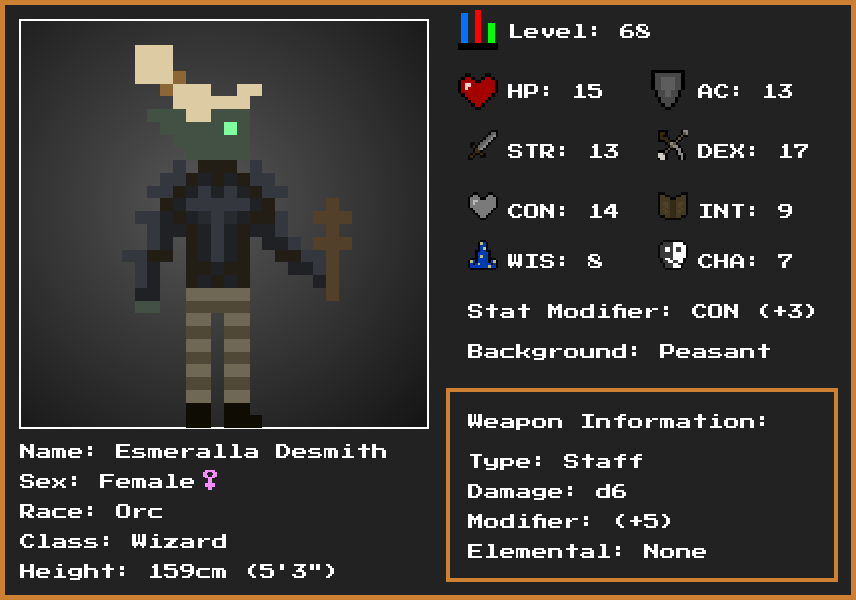 Level: 68
HP: 15 AC: 13
STR: 13 DEX: 17
CON: 14 INT: 9
WIS: 8 CHA: 7
Stat Modifier: CON (+3)
Background: Peasant
Weapon Information:
Type: Staff
Damage: d6
Modifier: (+5)
Elemental: None
Name: Esmeralla Desmith
Sex: Female♀
Race: Orc
Class: Wizard
Height: 159cm (5'3")